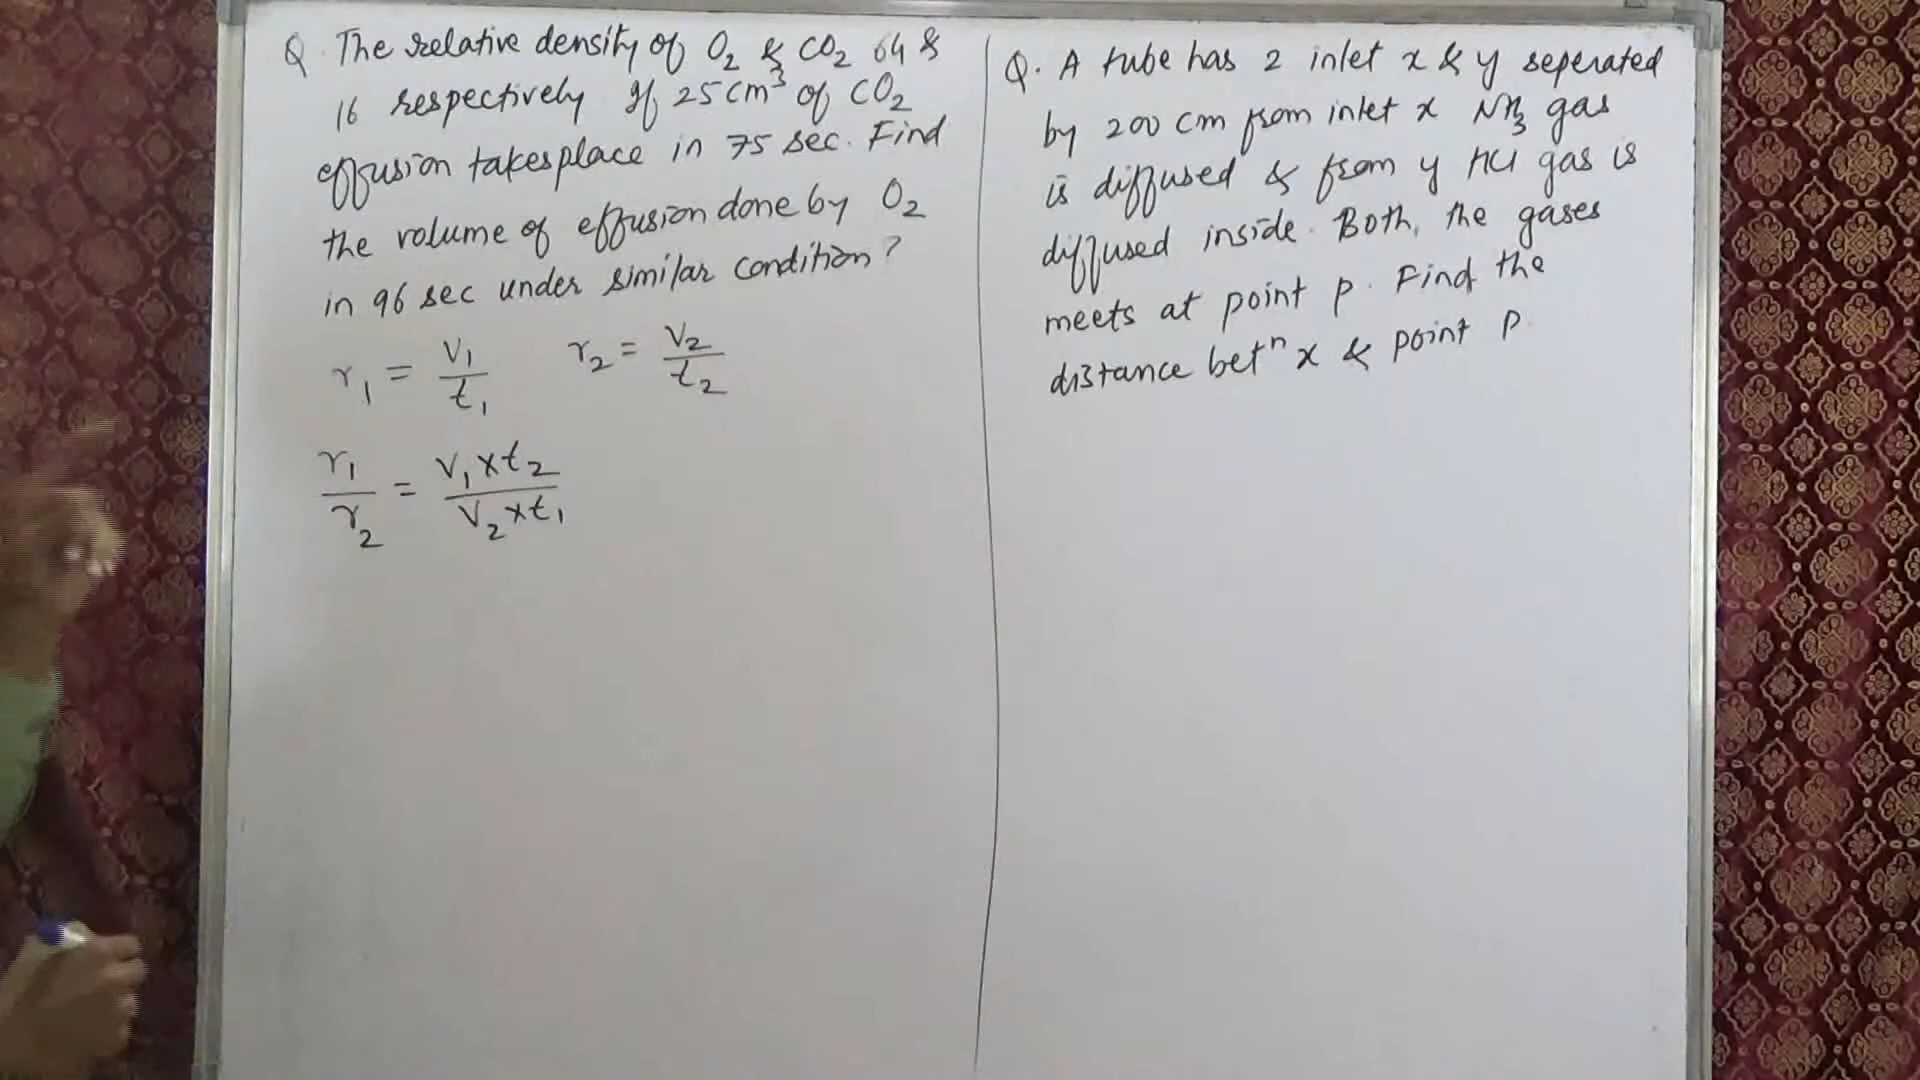 Q. The relative density of O2 & CO2 64 &
16 respectively If 25 cm³ of CO2
effusion takes place in 75 sec. Find
the volume of effusion done by O2
in 96 sec under similar condition?
r1 = V1/t1 r2 = V2/t2
r1/r2 = V1 x t2 / V2 x t1
Q. A tube has 2 inlet x & y seperated
by 200 cm from inlet x NH3 gas
is diffused & from y HCl gas is
diffused inside. Both, the gases
meets at point p. Find the
distance betⁿ x & point p.